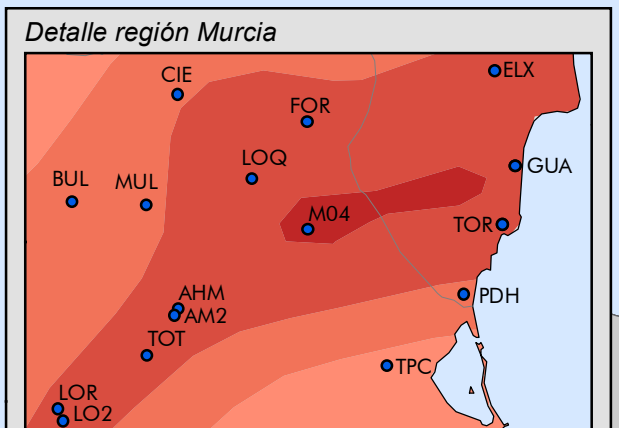 Detalle región Murcia
CIE
ELX
FOR
LOQ
GUA
BUL
MUL
M04
TOR
AHM
AM2
PDH
TOT
TPC
LOR
LO2